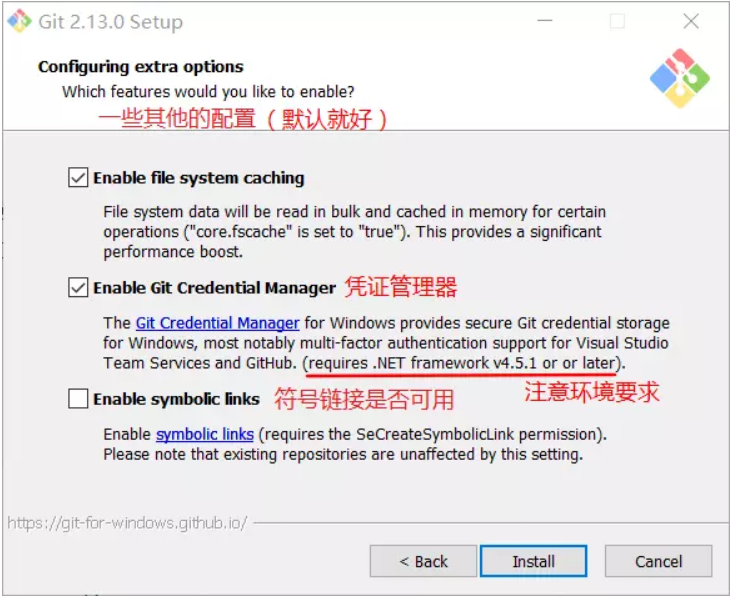 Git 2.13.0 Setup
Configuring extra options
Which features would you like to enable?
一些其他的配置（默认就好）
Enable file system caching
File system data will be read in bulk and cached in memory for certain
operations ("core.fscache" is set to "true"). This provides a significant
performance boost.
Enable Git Credential Manager 凭证管理器
The Git Credential Manager for Windows provides secure Git credential storage
for Windows, most notably multi-factor authentication support for Visual Studio
Team Services and GitHub. (requires .NET framework v4.5.1 or or later).
Enable symbolic links 符号链接是否可用 注意环境要求
Enable symbolic links (requires the SeCreateSymbolicLink permission).
Please note that existing repositories are unaffected by this setting.
https://git-for-windows.github.io/
< Back Install Cancel